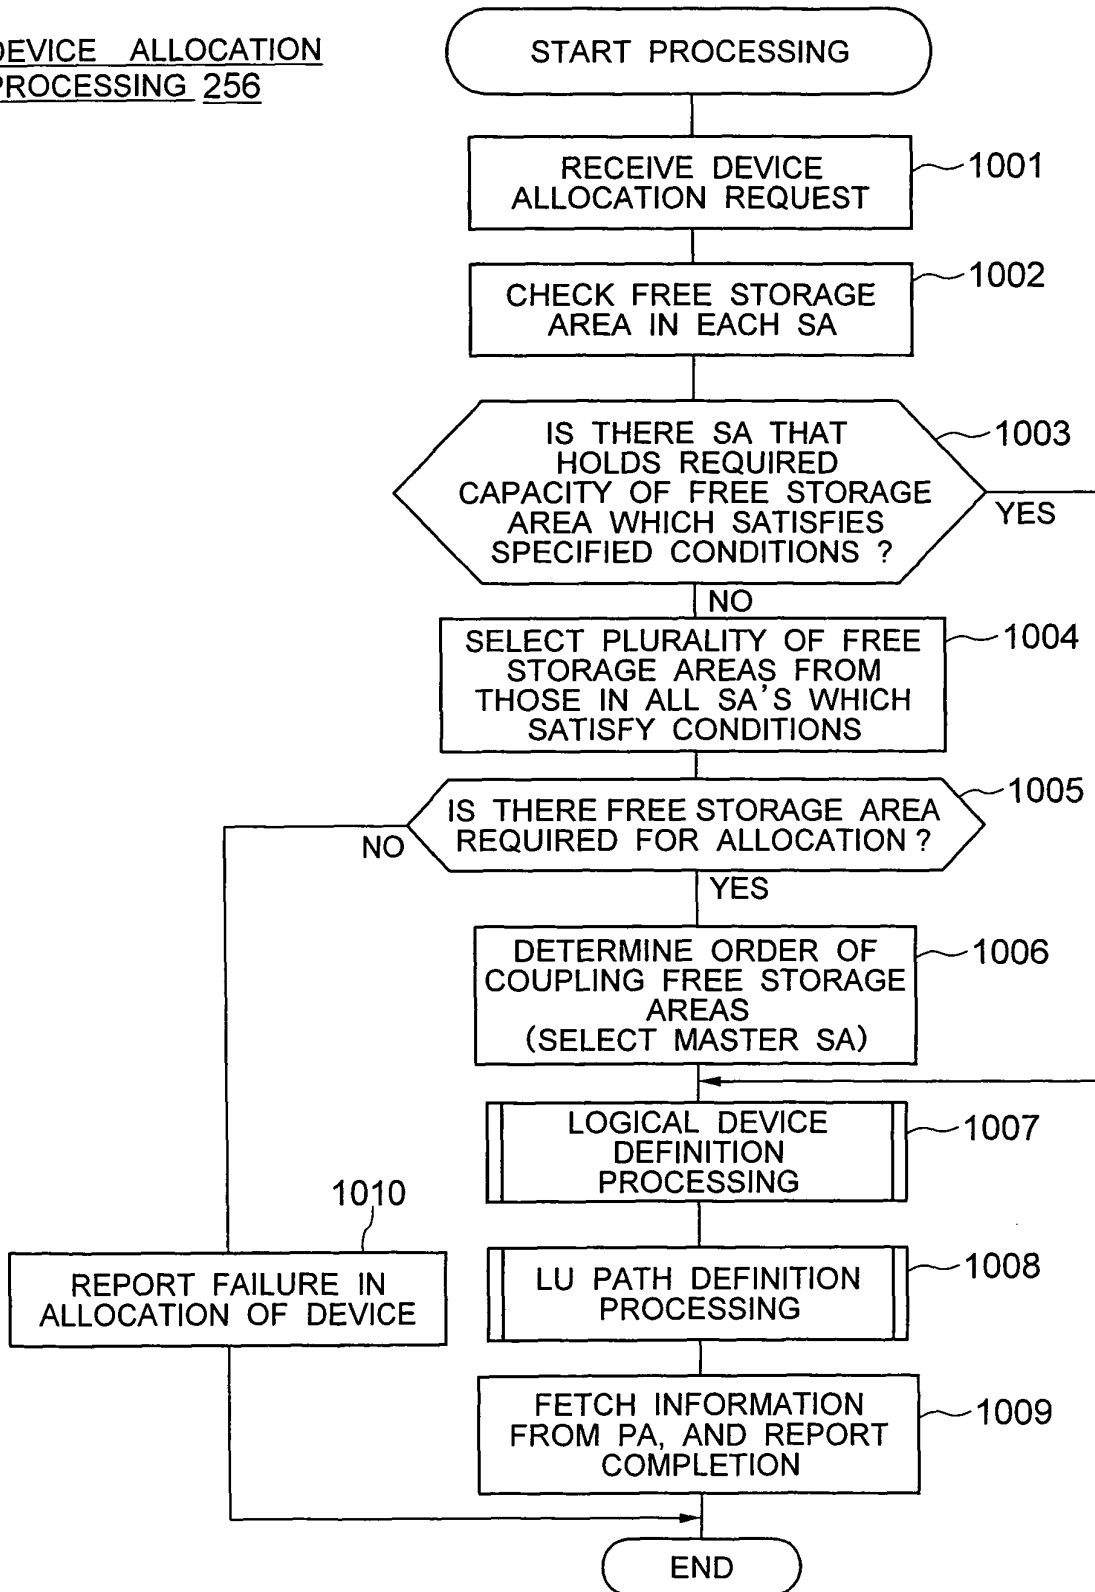 DEVICE ALLOCATION
PROCESSING 256
START PROCESSING
RECEIVE DEVICE
ALLOCATION REQUEST
1001
CHECK FREE STORAGE
AREA IN EACH SA
1002
IS THERE SA THAT
HOLDS REQUIRED
CAPACITY OF FREE STORAGE
AREA WHICH SATISFIES
SPECIFIED CONDITIONS ?
1003
YES
NO
SELECT PLURALITY OF FREE
STORAGE AREAS FROM
THOSE IN ALL SA'S WHICH
SATISFY CONDITIONS
1004
IS THERE FREE STORAGE AREA
REQUIRED FOR ALLOCATION ?
1005
NO
YES
DETERMINE ORDER OF
COUPLING FREE STORAGE
AREAS
(SELECT MASTER SA)
1006
LOGICAL DEVICE
DEFINITION
PROCESSING
1007
1010
REPORT FAILURE IN
ALLOCATION OF DEVICE
LU PATH DEFINITION
PROCESSING
1008
FETCH INFORMATION
FROM PA, AND REPORT
COMPLETION
1009
END